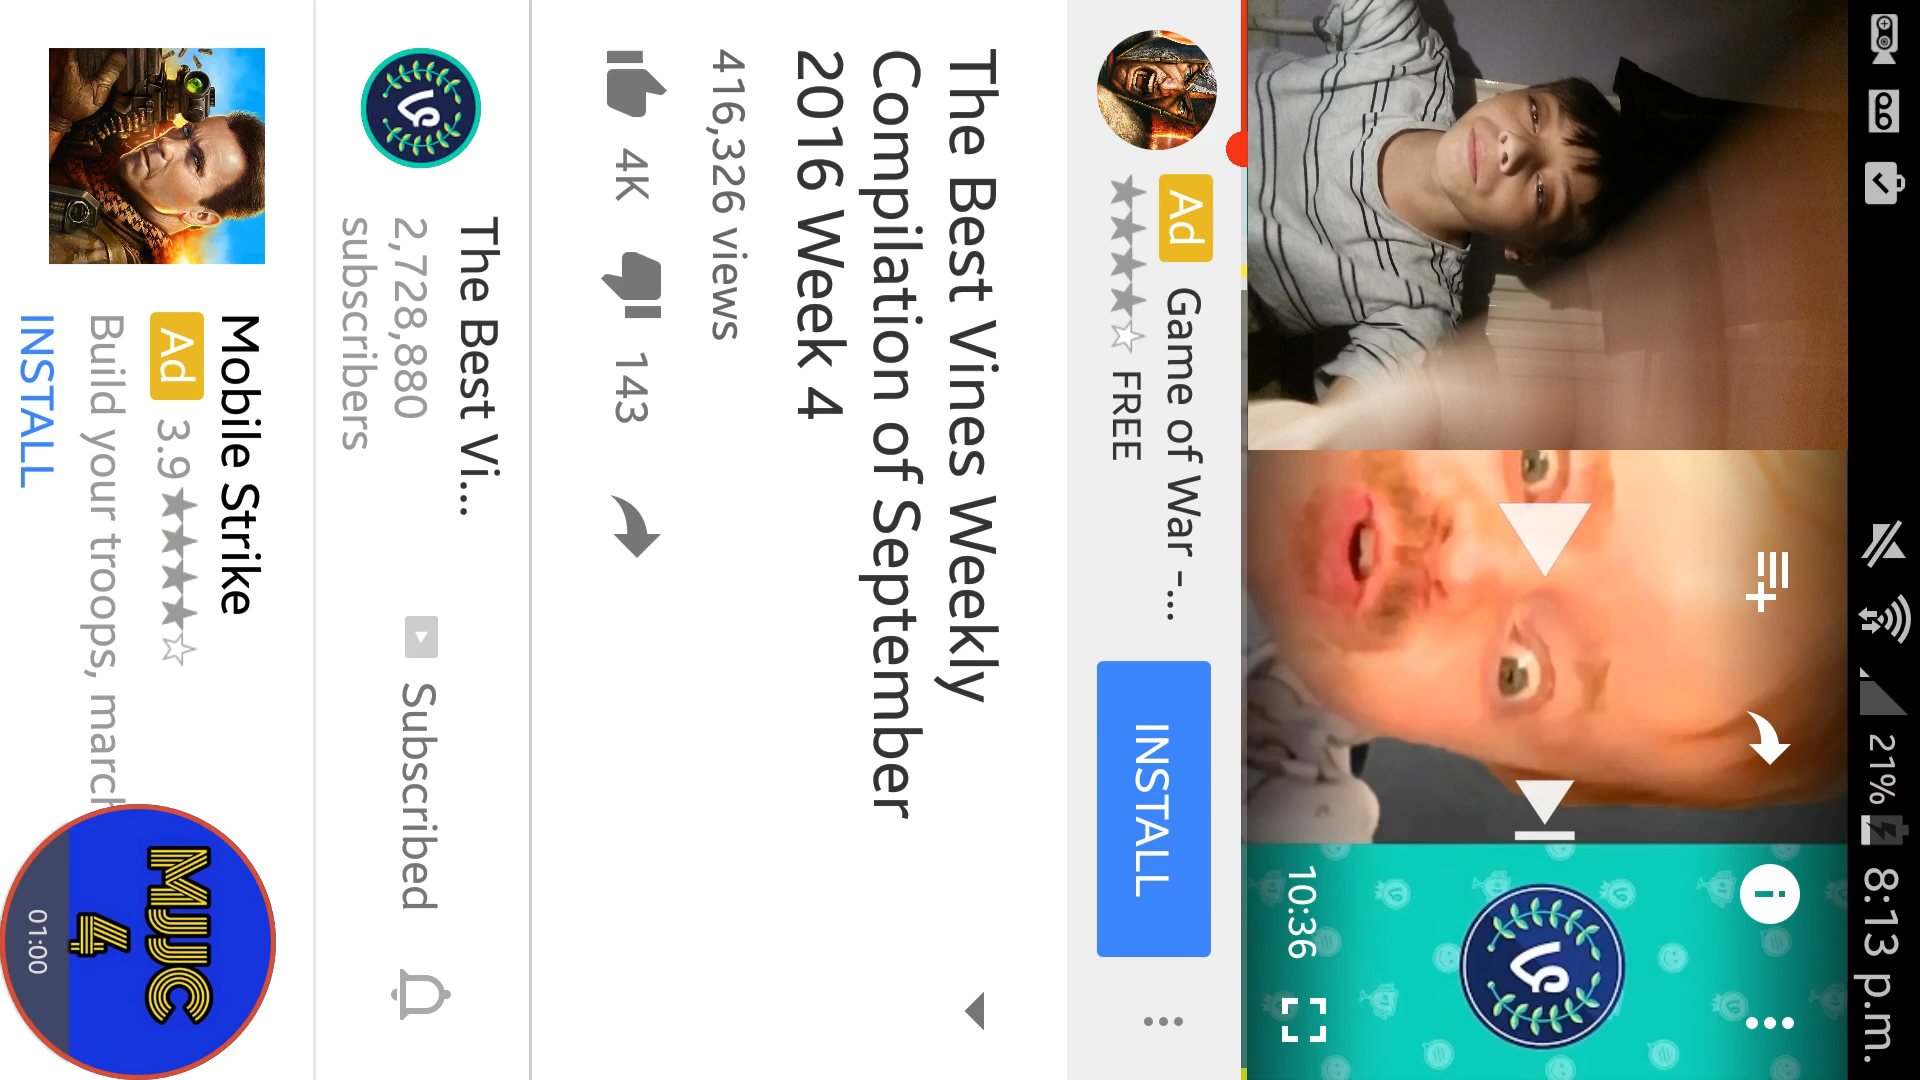 21% 8:13 p.m.
i
10:36
Ad Game of War -...
FREE
INSTALL
The Best Vines Weekly
Compilation of September
2016 Week 4
416,326 views
4K 143
The Best Vi...
2,728,880
subscribers
Subscribed
Mobile Strike
Ad 3.9
Build your troops, march
INSTALL
MJJC
4
01:00